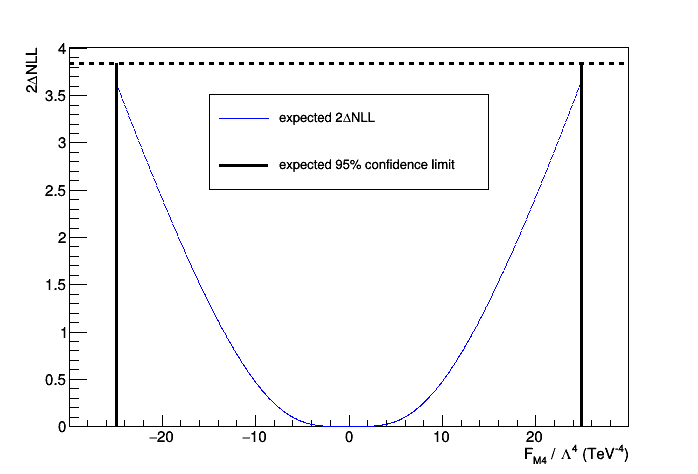 2ΔNLL
4
3.5
3
2.5
2
1.5
1
0.5
0
expected 2ΔNLL
expected 95% confidence limit
−20 −10 0 10 20
F_M4 / Λ^4 (TeV^-4)